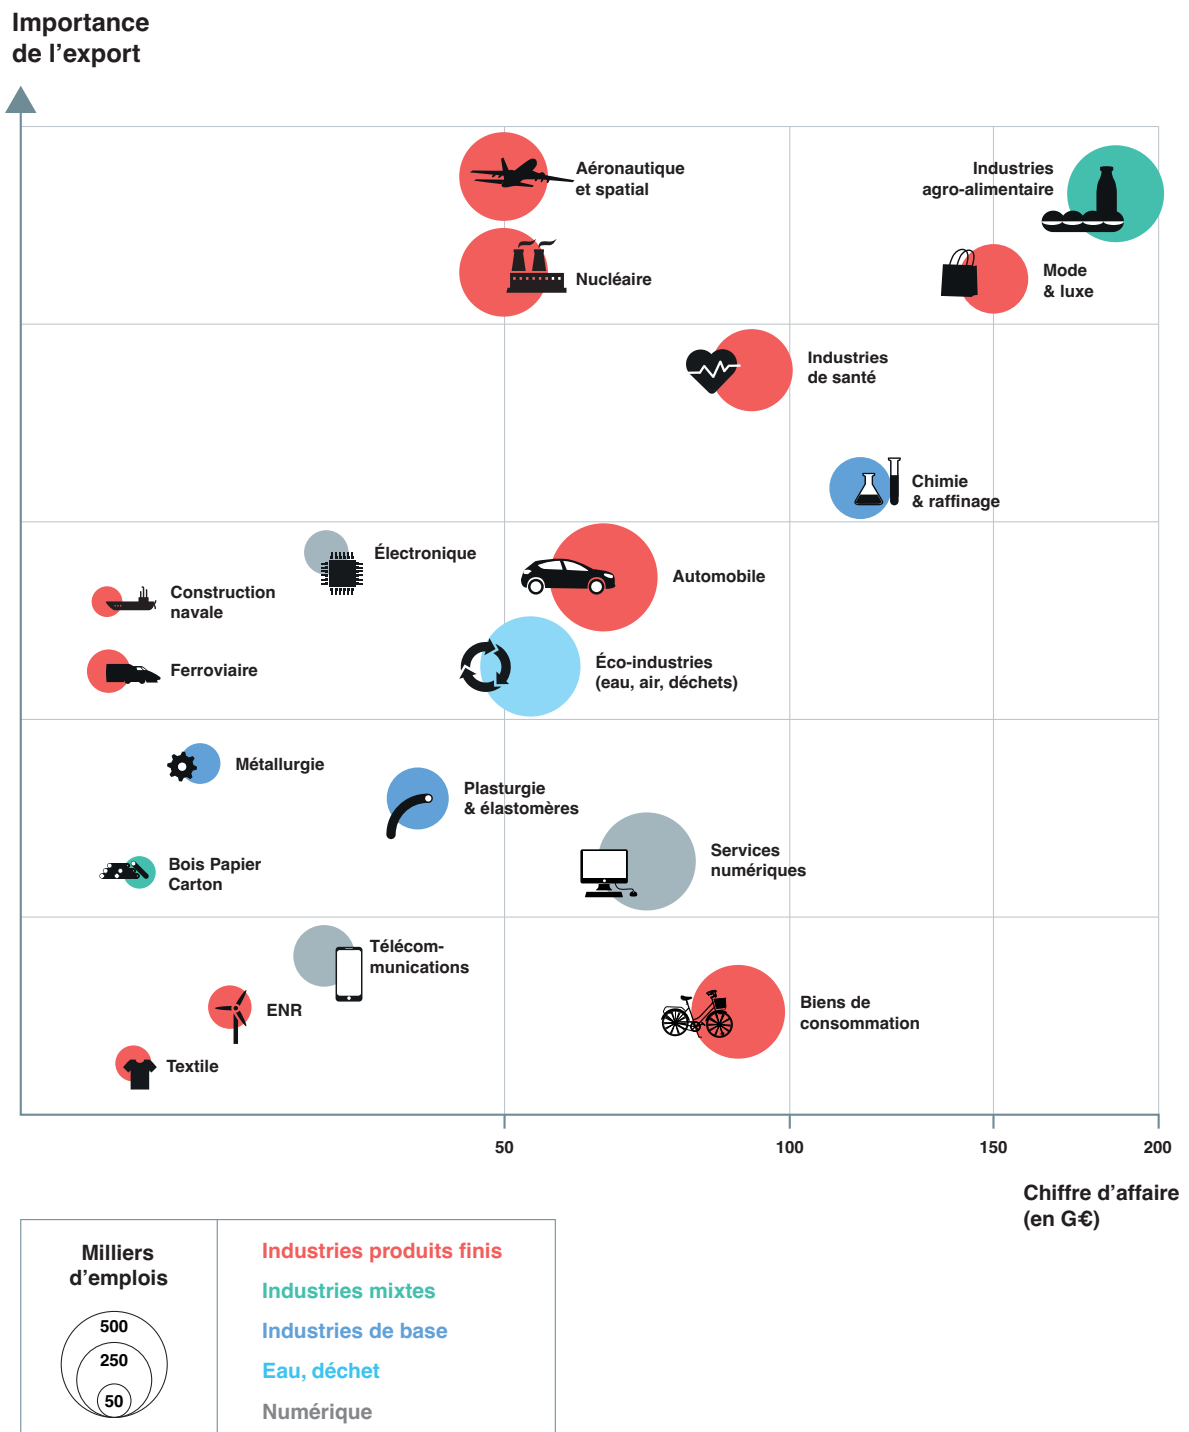 Importance
de l'export
Aéronautique
et spatial
Industries
agro-alimentaire
Nucléaire
Mode
& luxe
Industries
de santé
Chimie
& raffinage
Électronique
Automobile
Construction
navale
Ferroviaire
Éco-industries
(eau, air, déchets)
Métallurgie
Plasturgie
& élastomères
Services
numériques
Bois Papier
Carton
Télécom-
munications
ENR
Biens de
consommation
Textile
50
100
150
200
Chiffre d'affaire
(en G€)
Milliers
d'emplois
500
250
50
Industries produits finis
Industries mixtes
Industries de base
Eau, déchet
Numérique